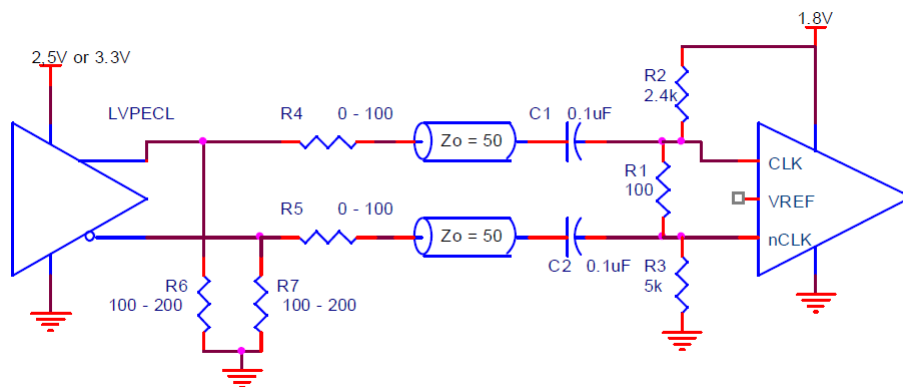 1.8V
2.5V or 3.3V
LVPECL
R4
0 - 100
Zo = 50
C1
0.1uF
R2
2.4k
CLK
R1
100
VREF
R5
0 - 100
Zo = 50
C2
0.1uF
nCLK
R3
5k
R6
100 - 200
R7
100 - 200